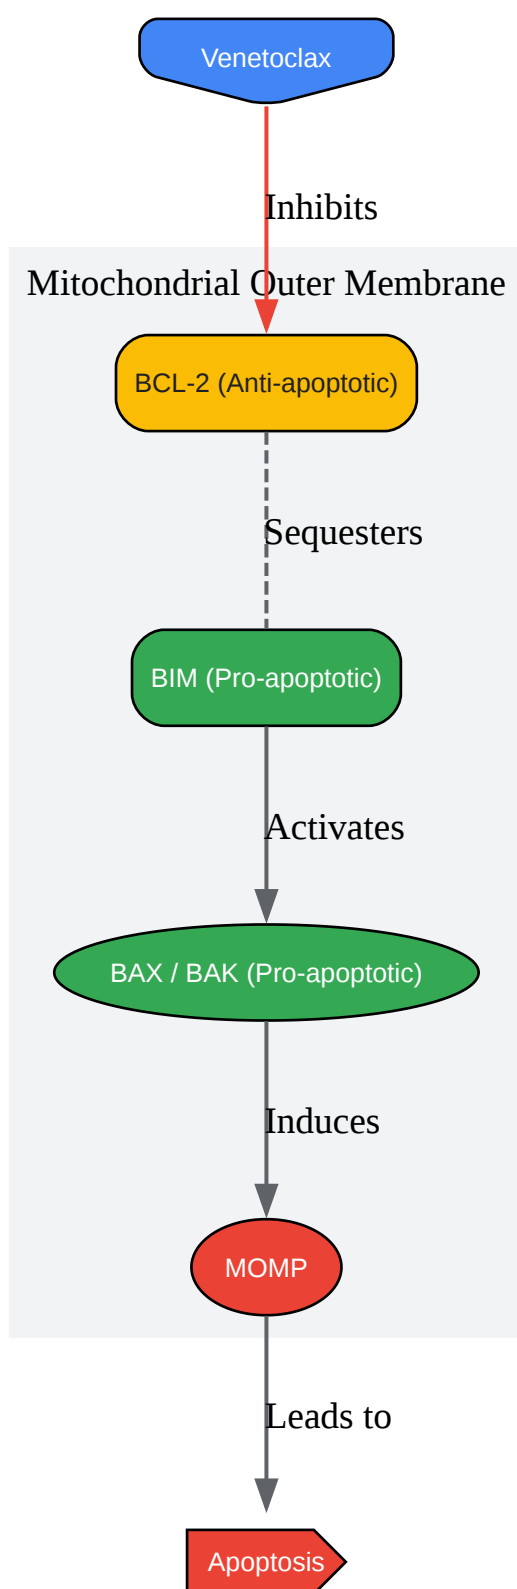 Venetoclax
Inhibits
Mitochondrial Outer Membrane
BCL-2 (Anti-apoptotic)
Sequesters
BIM (Pro-apoptotic)
Activates
BAX / BAK (Pro-apoptotic)
Induces
MOMP
Leads to
Apoptosis